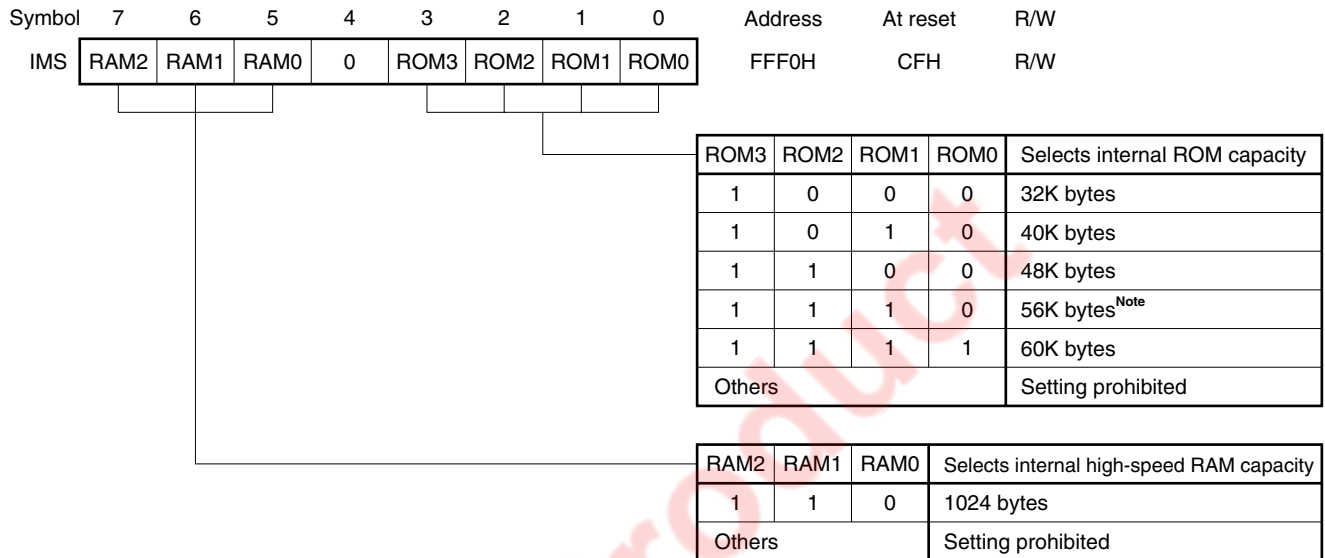 Symbol 7 6 5 4 3 2 1 0 Address At reset R/W
IMS RAM2 RAM1 RAM0 0 ROM3 ROM2 ROM1 ROM0 FFF0H CFH R/W
ROM3 ROM2 ROM1 ROM0 Selects internal ROM capacity
1 0 0 0 32K bytes
1 0 1 0 40K bytes
1 1 0 0 48K bytes
1 1 1 0 56K bytesNote
1 1 1 1 60K bytes
Others Setting prohibited
RAM2 RAM1 RAM0 Selects internal high-speed RAM capacity
1 1 0 1024 bytes
Others Setting prohibited
roduct